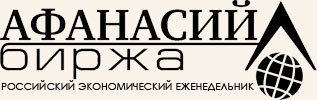 АФАНАСИЙ
биржа
РОССИЙСКИЙ ЭКОНОМИЧЕСКИЙ ЕЖЕНЕДЕЛЬНИК